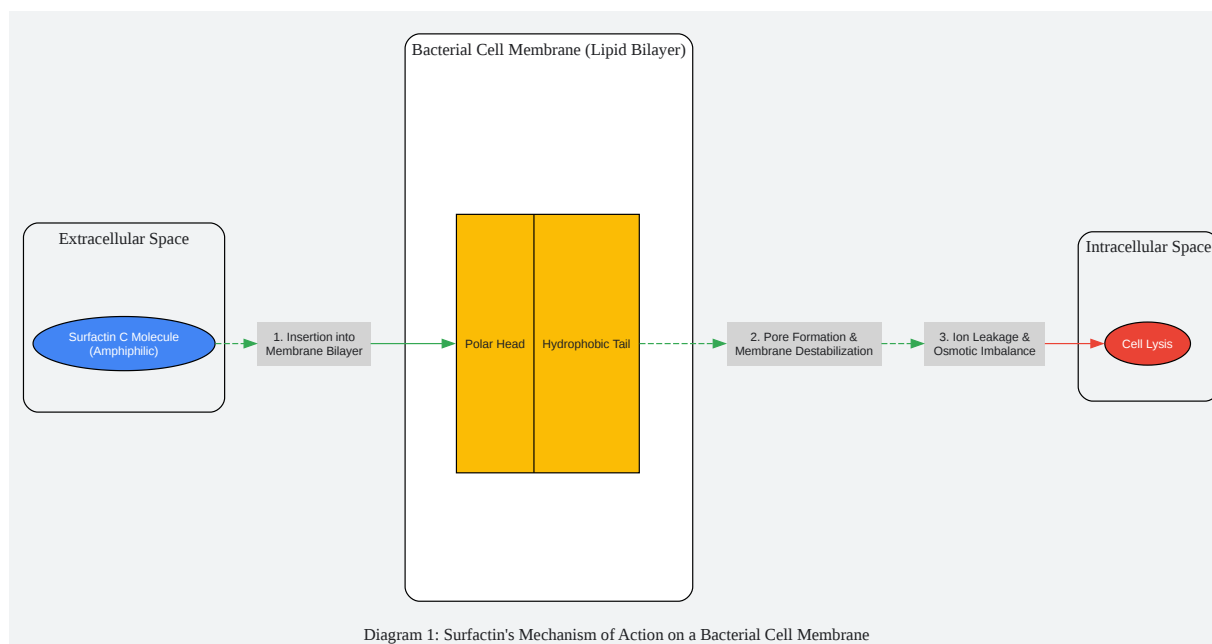 Bacterial Cell Membrane (Lipid Bilayer)
Extracellular Space
Surfactin C Molecule
(Amphiphilic)
1. Insertion into
Membrane Bilayer
Polar Head
Hydrophobic Tail
2. Pore Formation &
Membrane Destabilization
3. Ion Leakage &
Osmotic Imbalance
Intracellular Space
Cell Lysis
Diagram 1: Surfactin's Mechanism of Action on a Bacterial Cell Membrane